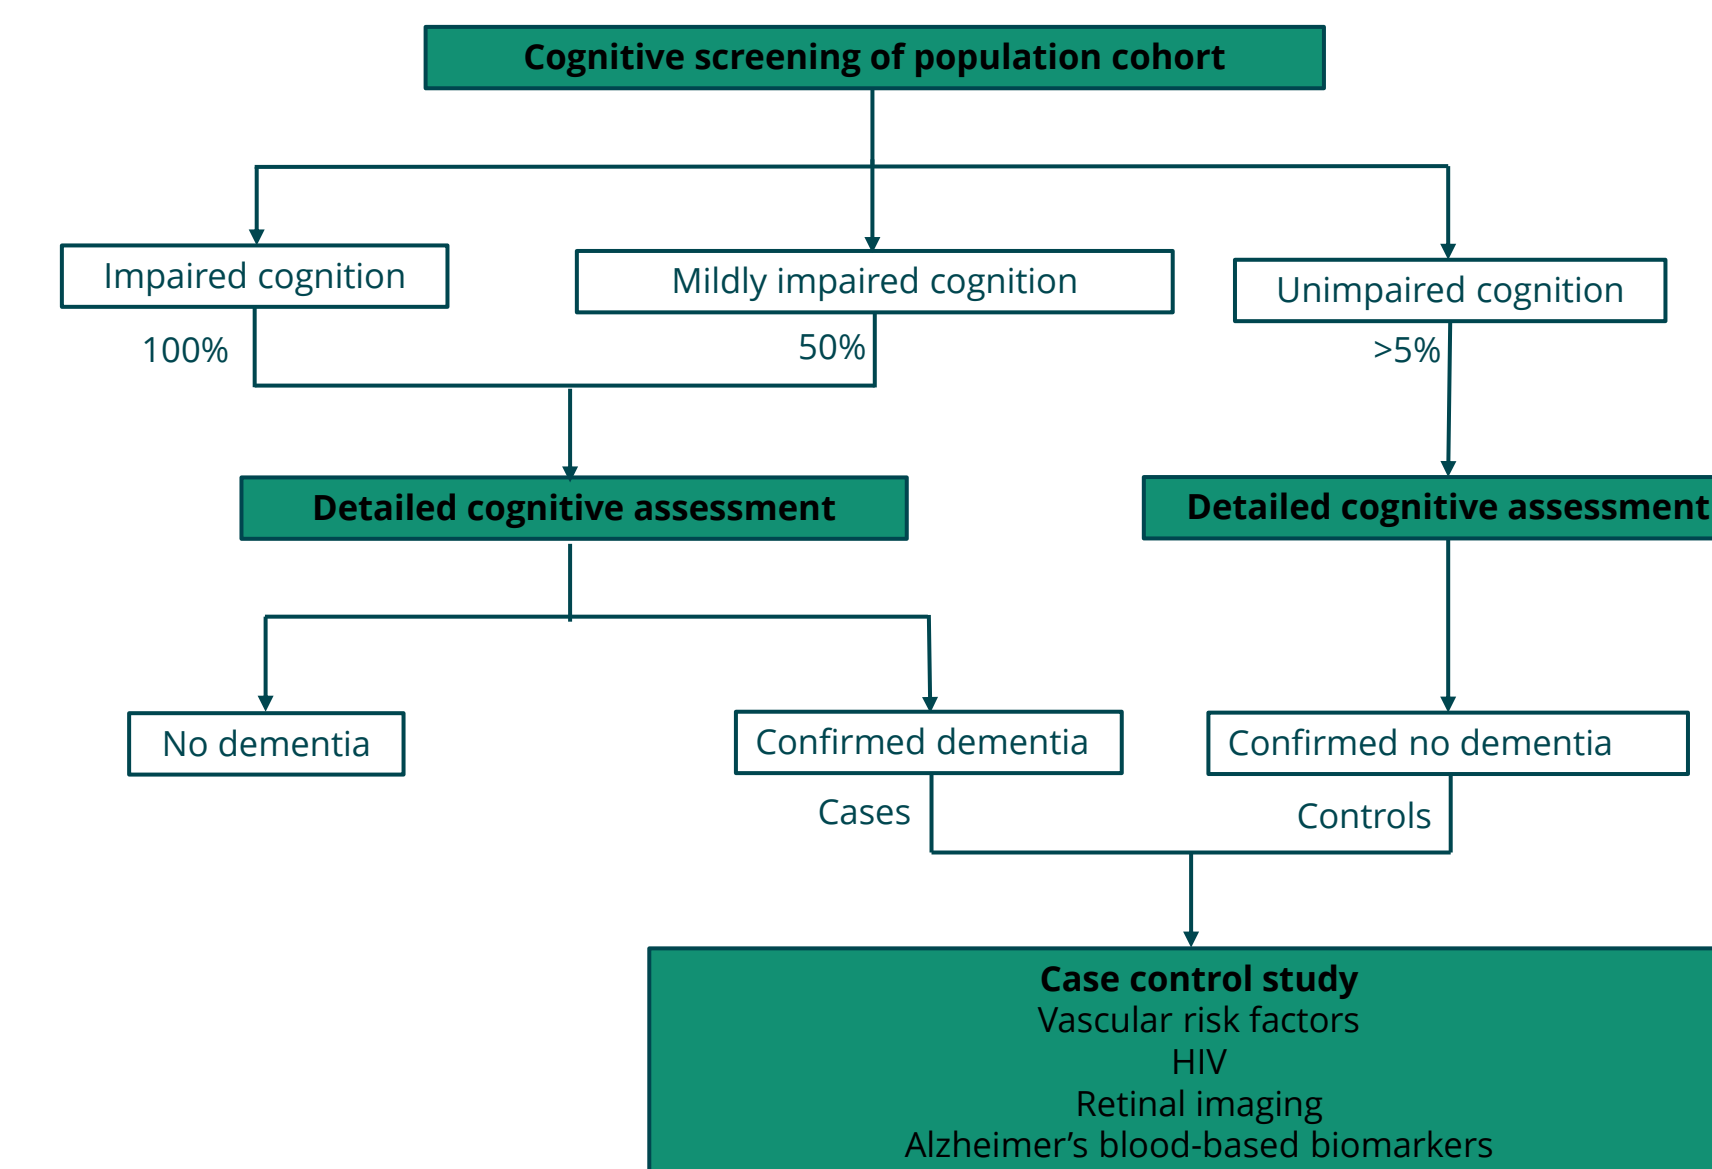 Cognitive screening of population cohort
Impaired cognition
Mildly impaired cognition
Unimpaired cognition
100%
50%
>5%
Detailed cognitive assessment
Detailed cognitive assessment
No dementia
Confirmed dementia
Confirmed no dementia
Cases
Controls
Case control study
Vascular risk factors
HIV
Retinal imaging
Alzheimer’s blood-based biomarkers